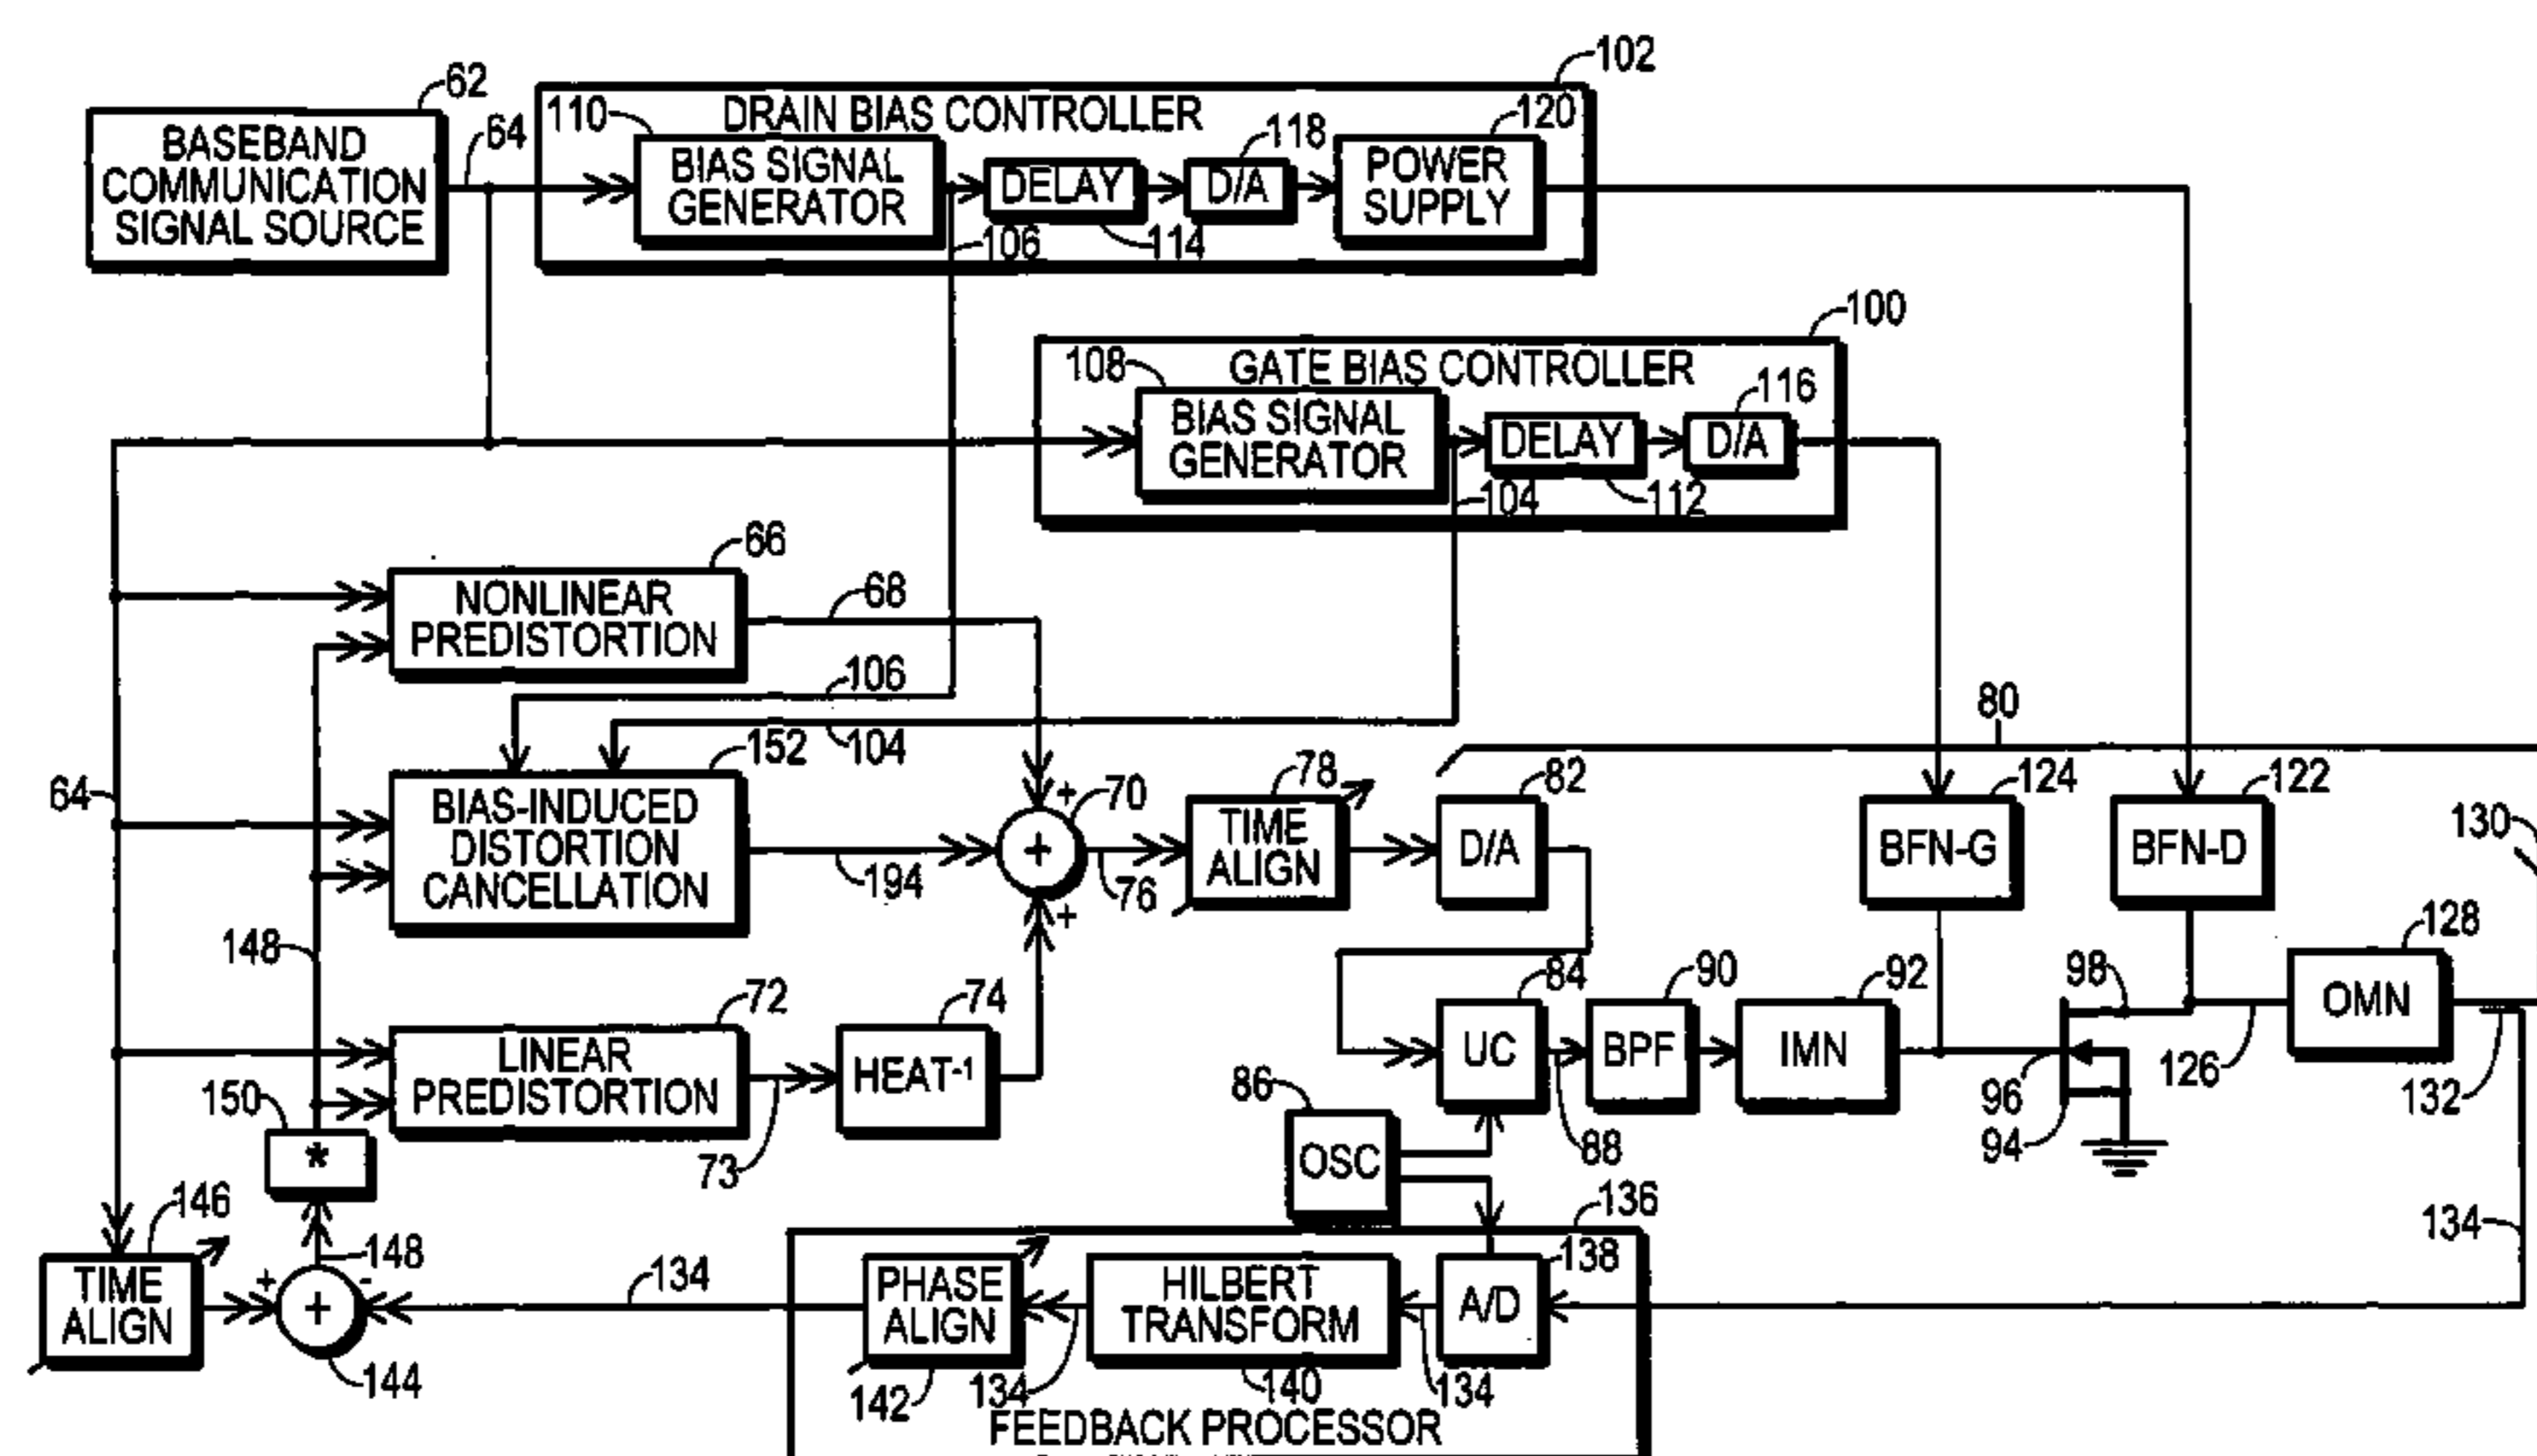 102
62
DRAIN BIAS CONTROLLER
110
118
120
64
BASEBAND
COMMUNICATION
SIGNAL SOURCE
BIAS SIGNAL
GENERATOR
DELAY
D/A
POWER
SUPPLY
106
114
100
GATE BIAS CONTROLLER
108
116
BIAS SIGNAL
GENERATOR
DELAY
D/A
104
112
66
NONLINEAR
PREDISTORTION
68
106
104
80
152
64
BIAS-INDUCED
DISTORTION
CANCELLATION
194
+
70
+
+
76
78
TIME
ALIGN
82
D/A
124
BFN-G
122
BFN-D
130
148
72
LINEAR
PREDISTORTION
73
74
HEAT-1
84
UC
86
OSC
88
90
BPF
92
IMN
98
96
94
126
128
OMN
132
134
150
*
146
TIME
ALIGN
148
+
-
+
144
134
136
PHASE
ALIGN
142
134
HILBERT
TRANSFORM
140
134
138
A/D
FEEDBACK PROCESSOR